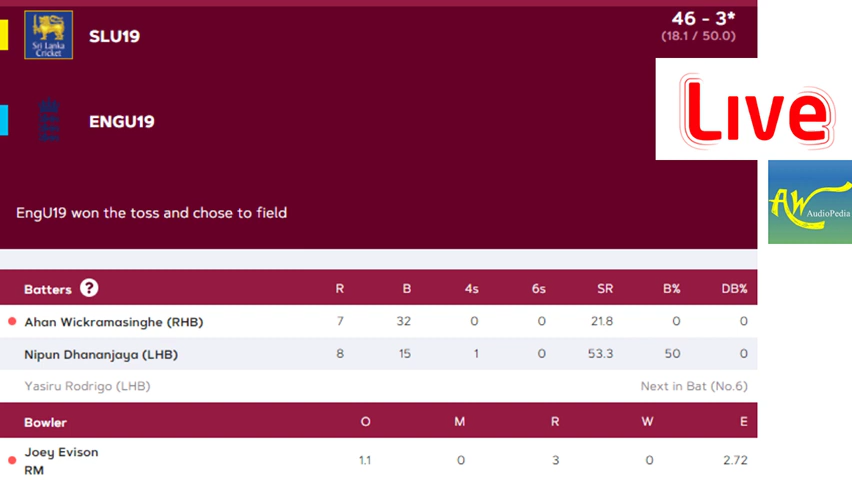 46 - 3*
Sri Lanka
Cricket
SLU19
(18.1 / 50.0)
Live
ENGU19
AW
AudioPedia
EngU19 won the toss and chose to field
Batters ? R B 4s 6s SR B% DB%
Ahan Wickramasinghe (RHB) 7 32 0 0 21.8 0 0
Nipun Dhananjaya (LHB) 8 15 1 0 53.3 50 0
Yasiru Rodrigo (LHB) Next in Bat (No.6)
Bowler O M R W E
Joey Evison
RM 1.1 0 3 0 2.72